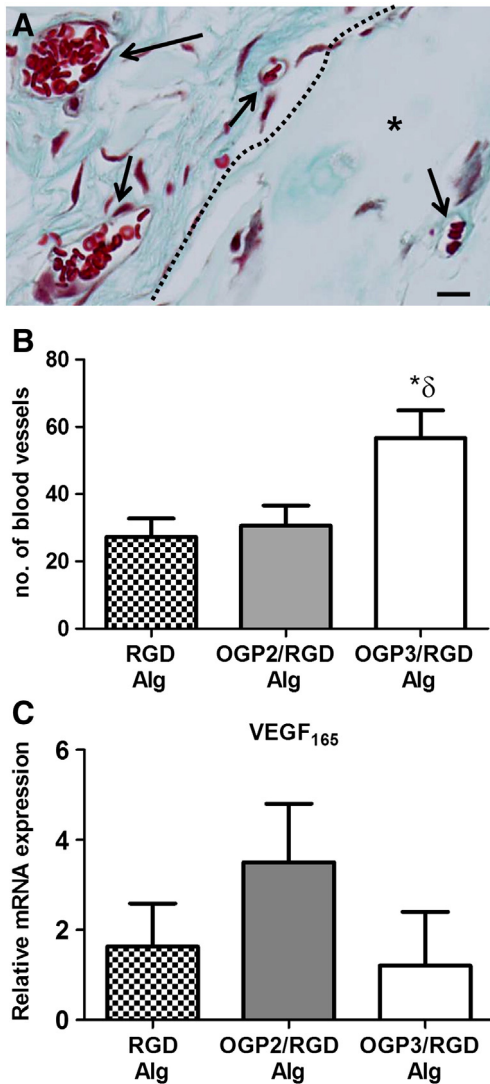 A
*
B
no. of blood vessels
80
60
40
20
0
*δ
RGD
Alg
OGP2/RGD
Alg
OGP3/RGD
Alg
C
VEGF165
Relative mRNA expression
6
4
2
0
RGD
Alg
OGP2/RGD
Alg
OGP3/RGD
Alg